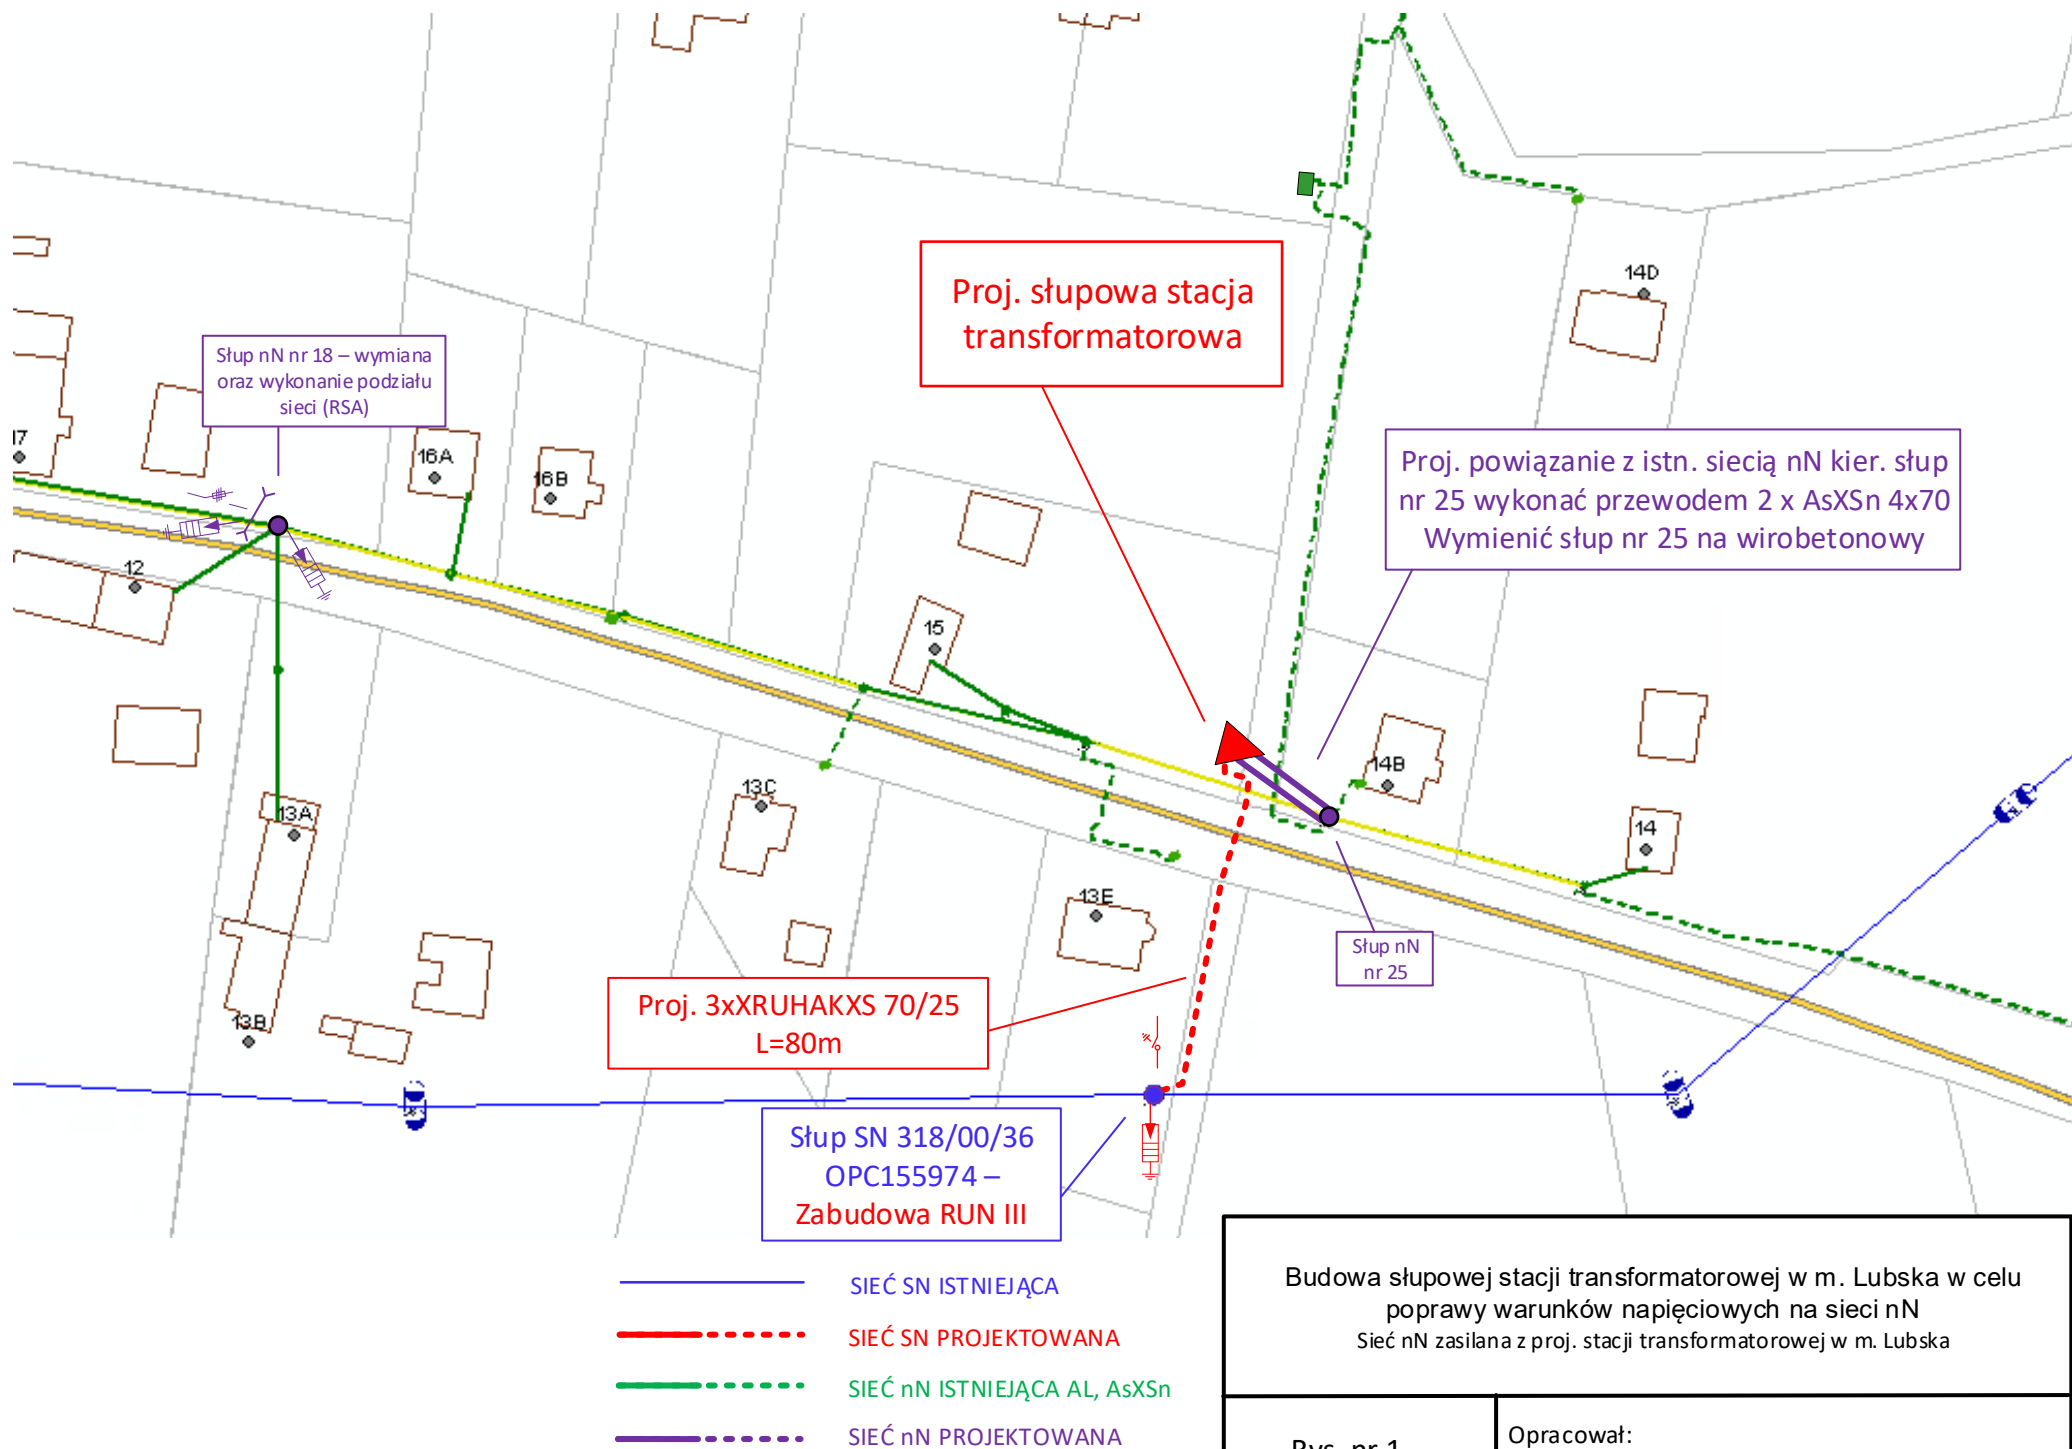 14D
Proj. słupowa stacja
transformatorowa
Słup nN nr 18 – wymiana
oraz wykonanie podziału
sieci (RSA)
17
16A
16B
Proj. powiązanie z istn. siecią nN kier. słup
nr 25 wykonać przewodem 2 x AsXSn 4x70
Wymienić słup nr 25 na wirobetonowy
12
15
14B
13C
13A
14
13E
Słup nN
nr 25
Proj. 3xXRUHAKXS 70/25
L=80m
13B
Słup SN 318/00/36
OPC155974 –
Zabudowa RUN III
SIEĆ SN ISTNIEJĄCA
SIEĆ SN PROJEKTOWANA
SIEĆ nN ISTNIEJĄCA AL, AsXSn
SIEĆ nN PROJEKTOWANA
Budowa słupowej stacji transformatorowej w m. Lubska w celu
poprawy warunków napięciowych na sieci nN
Sieć nN zasilana z proj. stacji transformatorowej w m. Lubska
Rys. nr 1
Opracował: